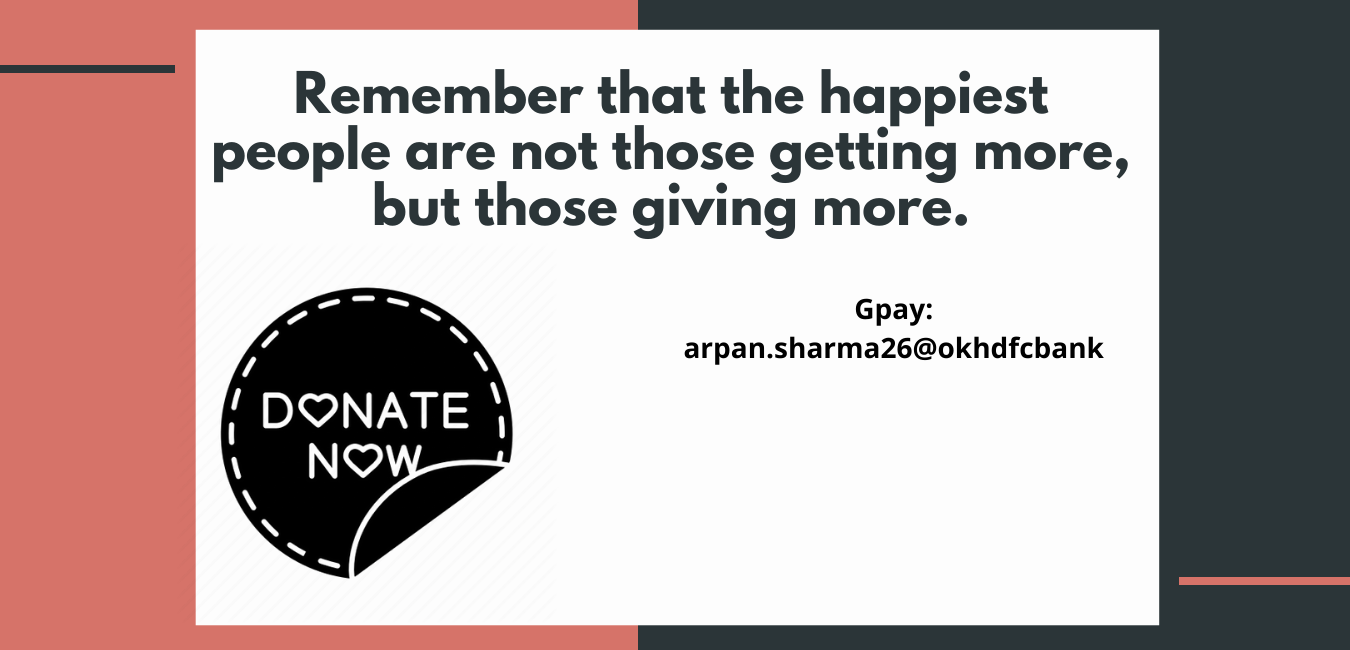 Remember that the happiest
people are not those getting more,
but those giving more.
DONATE
NOW
Gpay:
arpan.sharma26@okhdfcbank